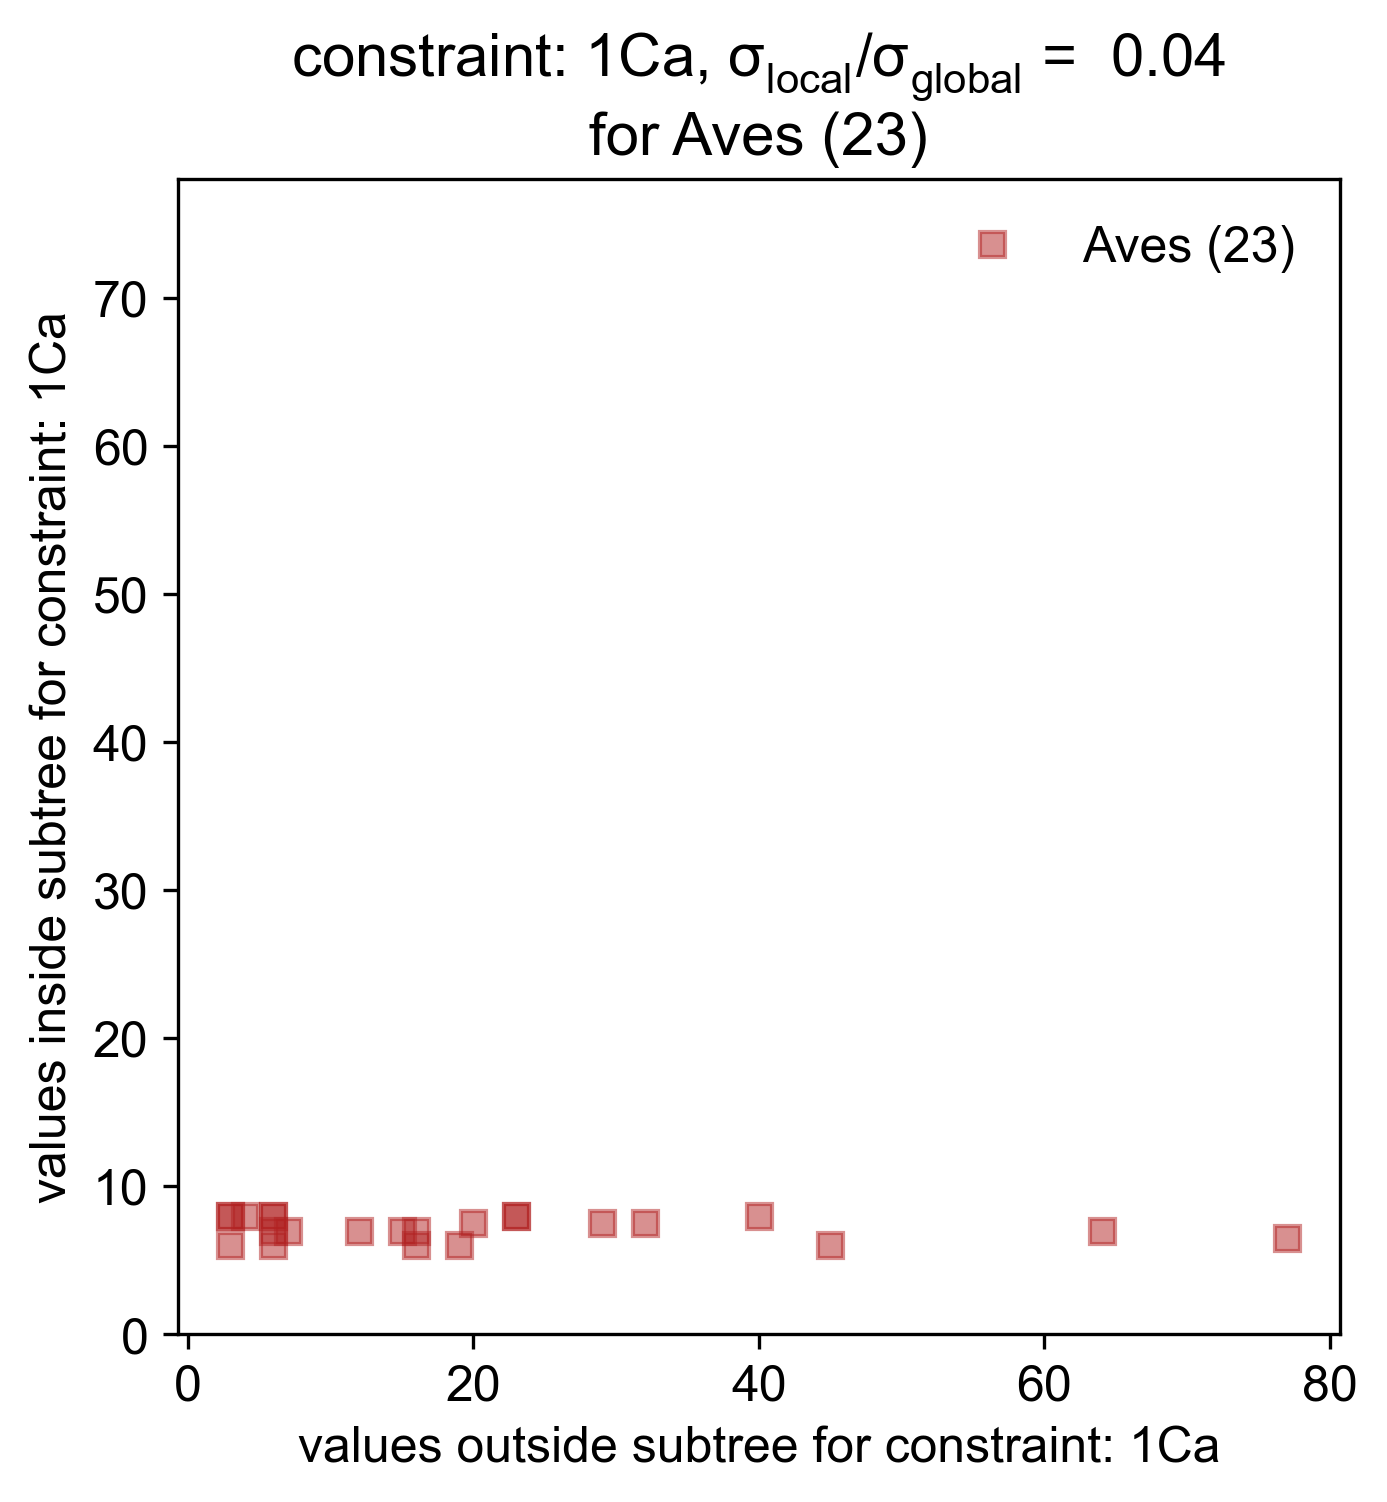 constraint: 1Ca, σlocal/σglobal = 0.04
for Aves (23)
Aves (23)
values inside subtree for constraint: 1Ca
70
60
50
40
30
20
10
0
0 20 40 60 80
values outside subtree for constraint: 1Ca